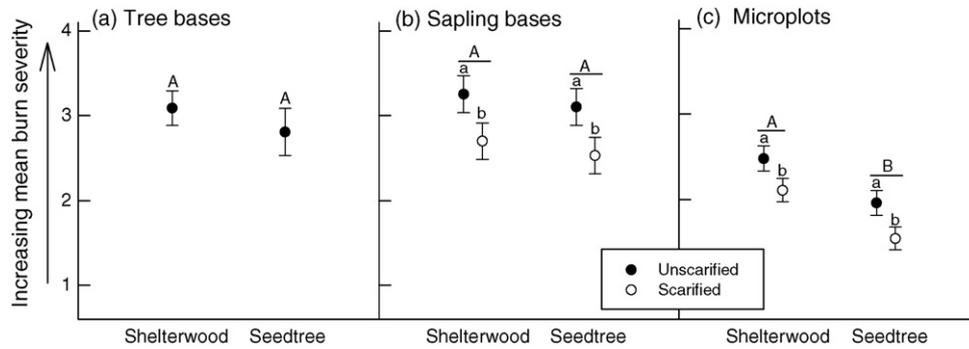 (a) Tree bases
(b) Sapling bases
(c) Microplots
Increasing mean burn severity
4
3
2
1
A
A
A
a
b
A
a
b
A
a
b
B
a
b
Unscarified
Scarified
Shelterwood Seedtree
Shelterwood Seedtree
Shelterwood Seedtree